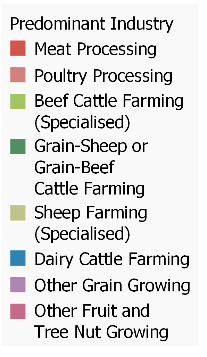 Predominant Industry
Meat Processing
Poultry Processing
Beef Cattle Farming
(Specialised)
Grain-Sheep or
Grain-Beef
Cattle Farming
Sheep Farming
(Specialised)
Dairy Cattle Farming
Other Grain Growing
Other Fruit and
Tree Nut Growing